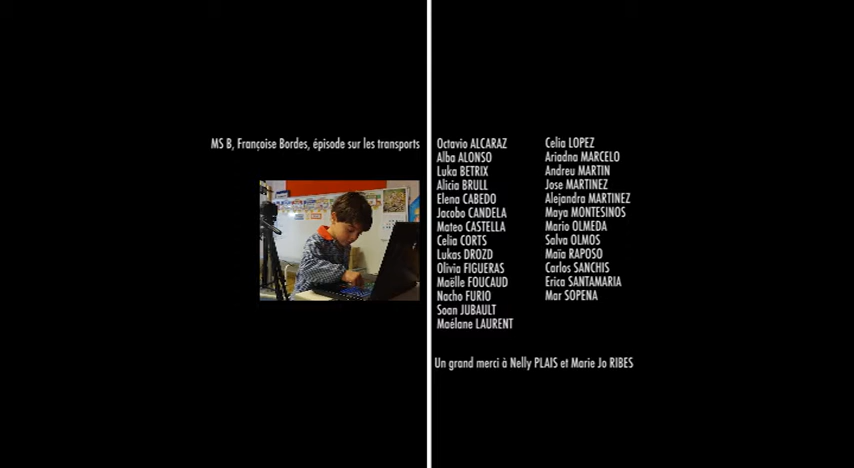 MS B, Françoise Bordes, épisode sur les transports
Octavio ALCARAZ
Alba ALONSO
Luka BETRIX
Alicia BRULL
Elena CABEDO
Jacobo CANDELA
Mateo CASTELLA
Celia CORTS
Lukas DROZD
Olivia FIGUERAS
Maëlle FOUCAUD
Nacho FURIO
Soan JUBAULT
Maélane LAURENT
Celia LOPEZ
Ariadna MARCELO
Andreu MARTIN
Jose MARTINEZ
Alejandra MARTINEZ
Maya MONTESINOS
Mario OLMEDA
Salva OLMOS
Maïa RAPOSO
Carlos SANCHIS
Erica SANTAMARIA
Mar SOPENA
Un grand merci à Nelly PLAIS et Marie Jo RIBES